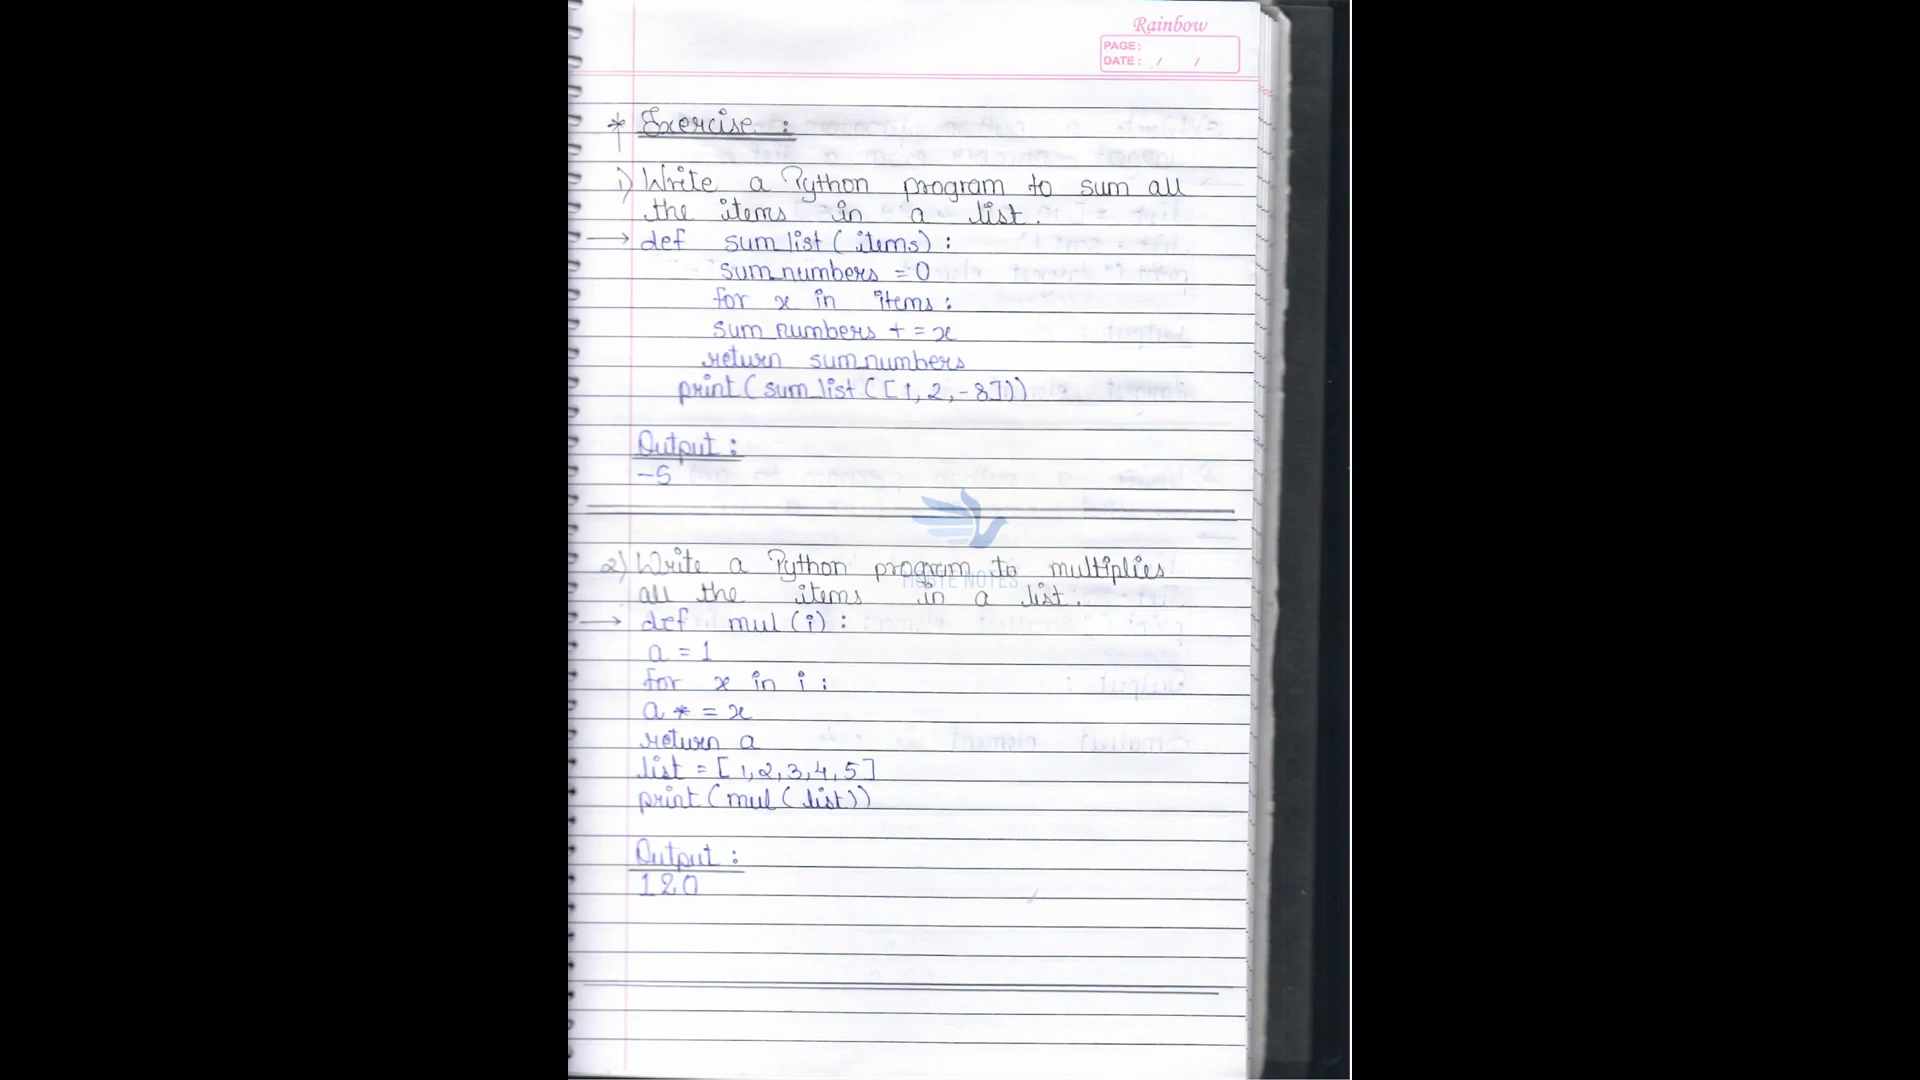 Rainbow
PAGE:
DATE: / /
* Exercise :
1) Write a Python program to sum all
the items in a list.
→ def sum_list(items):
sum_numbers = 0
for x in items:
sum_numbers += x
return sum_numbers
print(sum_list([1, 2, -8]))
Output :
-5
2) Write a Python program to multiplies
all the items in a list.
→ def mul(i):
a = 1
for x in i :
a * = x
return a
list = [1,2,3,4,5]
print(mul(list))
Output :
120